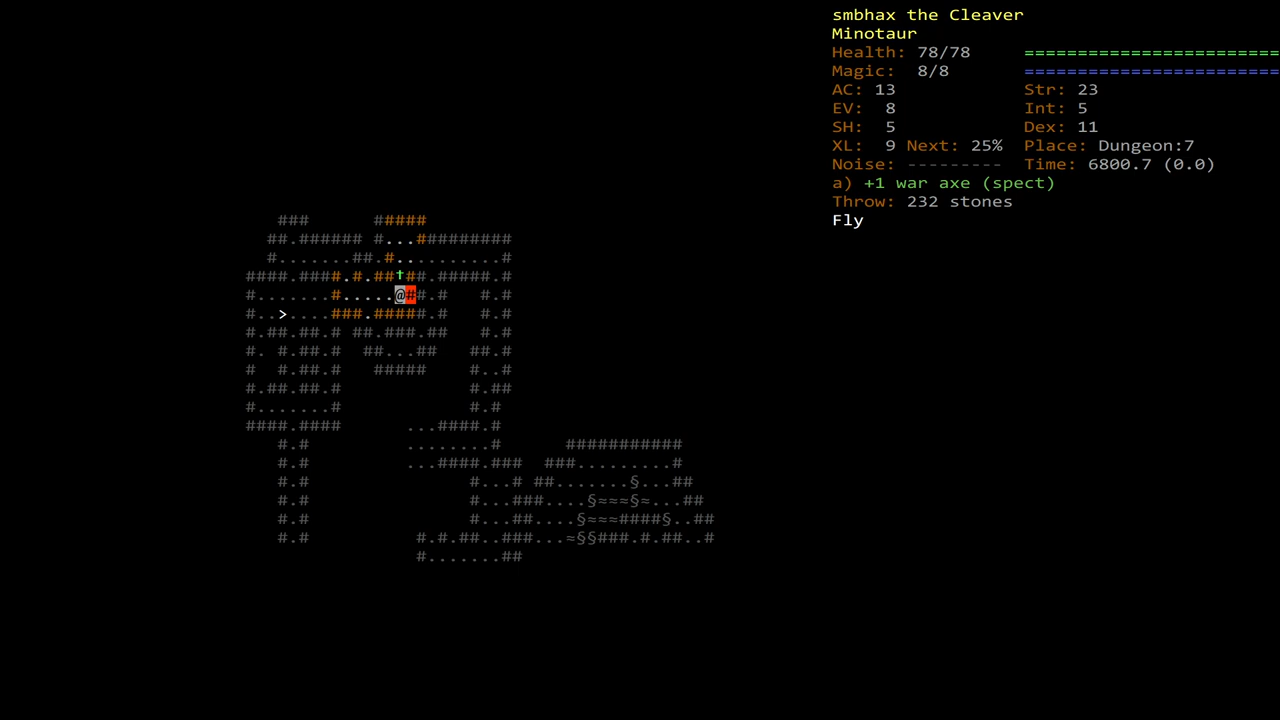 smbhax the Cleaver
Minotaur
Health: 78/78 ========================
Magic: 8/8 ========================
AC: 13 Str: 23
EV: 8 Int: 5
SH: 5 Dex: 11
XL: 9 Next: 25% Place: Dungeon:7
Noise: --------- Time: 6800.7 (0.0)
a) +1 war axe (spect)
Throw: 232 stones
Fly